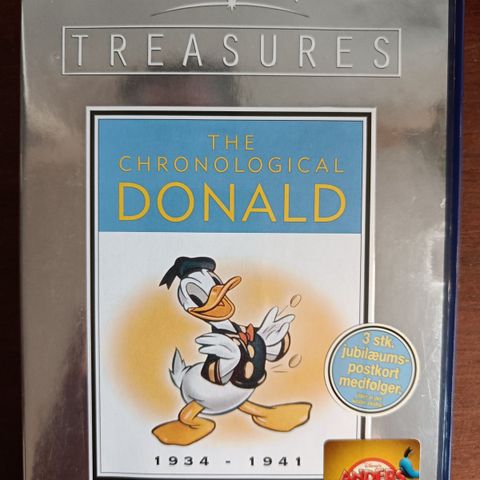 TREASURES
THE
CHRONOLOGICAL
DONALD
1934 - 1941
3 stk.
jubilæums-
postkort
medfølger.
ANDERS